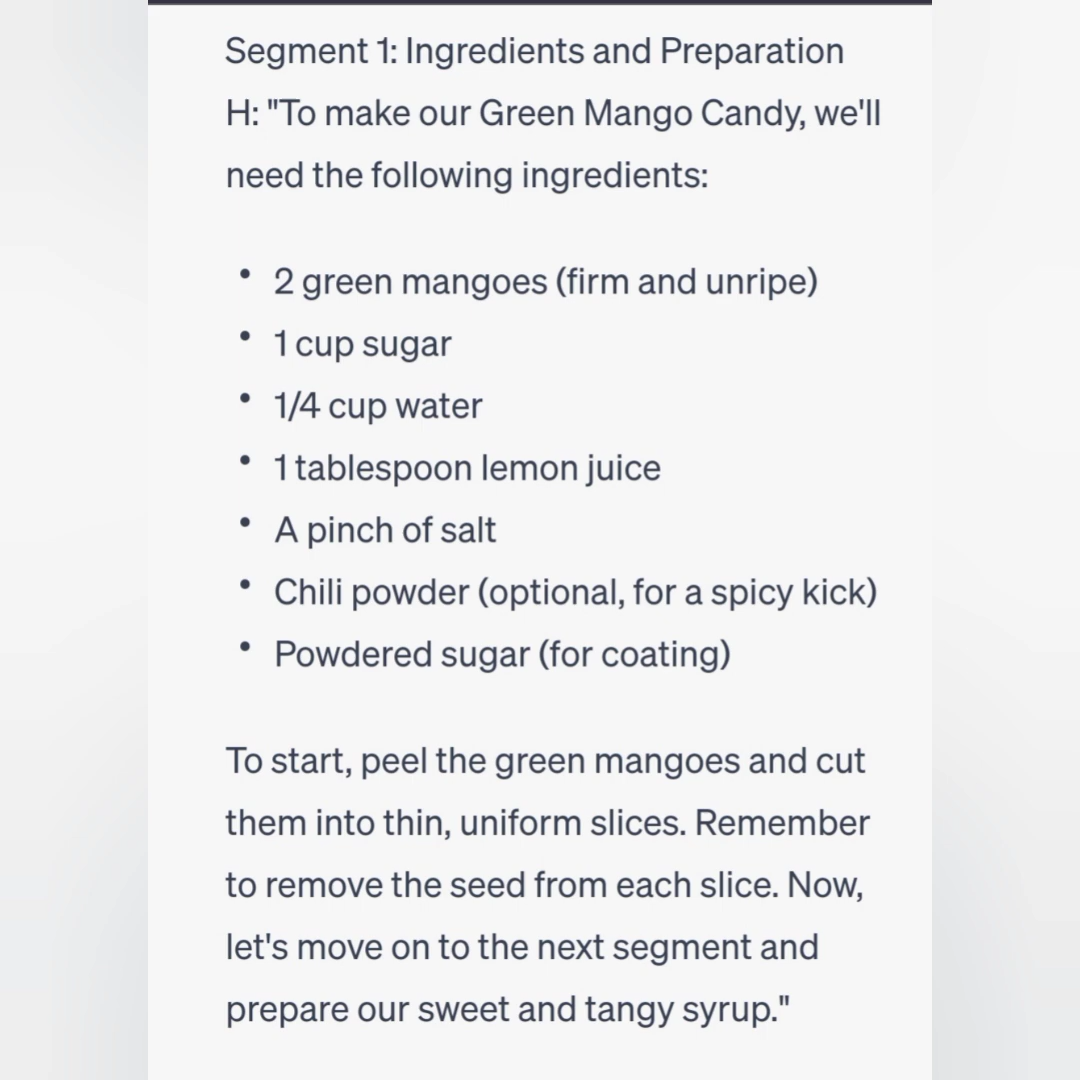 Segment 1: Ingredients and Preparation
H: "To make our Green Mango Candy, we'll
need the following ingredients:
• 2 green mangoes (firm and unripe)
• 1 cup sugar
• 1/4 cup water
• 1 tablespoon lemon juice
• A pinch of salt
• Chili powder (optional, for a spicy kick)
• Powdered sugar (for coating)
To start, peel the green mangoes and cut
them into thin, uniform slices. Remember
to remove the seed from each slice. Now,
let's move on to the next segment and
prepare our sweet and tangy syrup."